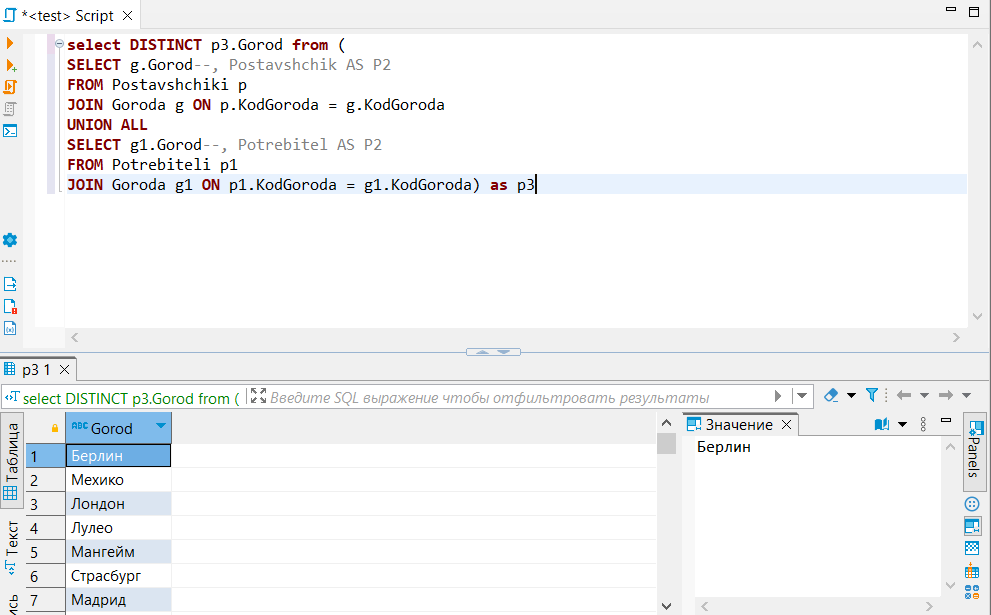 *<test> Script
select DISTINCT p3.Gorod from (
SELECT g.Gorod--, Postavshchik AS P2
FROM Postavshchiki p
JOIN Goroda g ON p.KodGoroda = g.KodGoroda
UNION ALL
SELECT g1.Gorod--, Potrebitel AS P2
FROM Potrebiteli p1
JOIN Goroda g1 ON p1.KodGoroda = g1.KodGoroda) as p3
p3 1
select DISTINCT p3.Gorod from (
Введите SQL выражение чтобы отфильтровать результаты
Таблица
Текст
ABC Gorod
1 Берлин
2 Мехико
3 Лондон
4 Лулео
5 Мангейм
6 Страсбург
7 Мадрид
Значение
Берлин
Panels